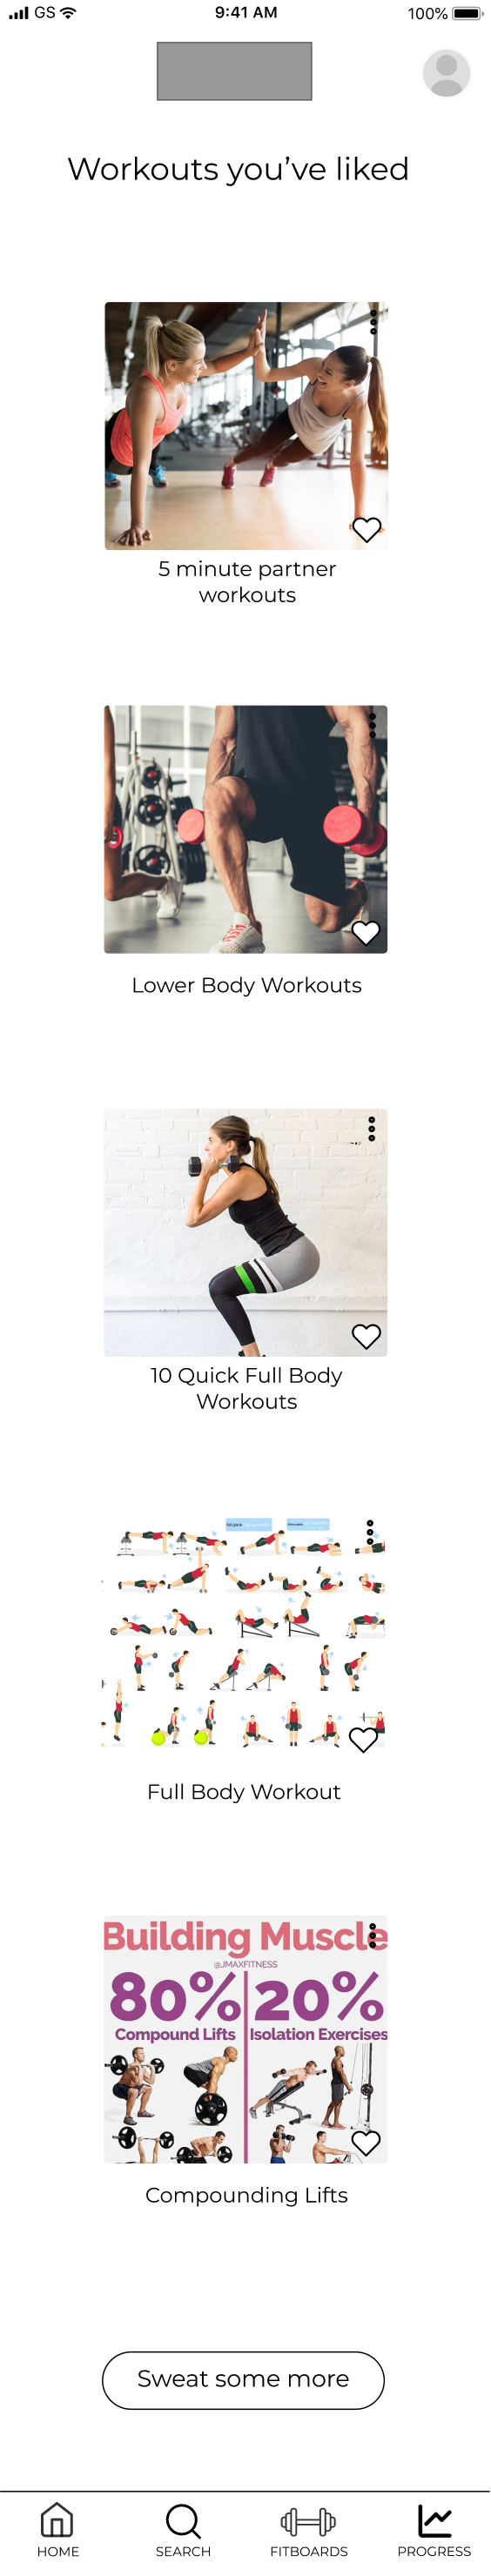 GS 9:41 AM 100%
Workouts you’ve liked
5 minute partner
workouts
Lower Body Workouts
10 Quick Full Body
Workouts
Full Body Workout
Building Muscle
@JMAXFITNESS
80% 20%
Compound Lifts Isolation Exercises
Compounding Lifts
Sweat some more
HOME SEARCH FITBOARDS PROGRESS